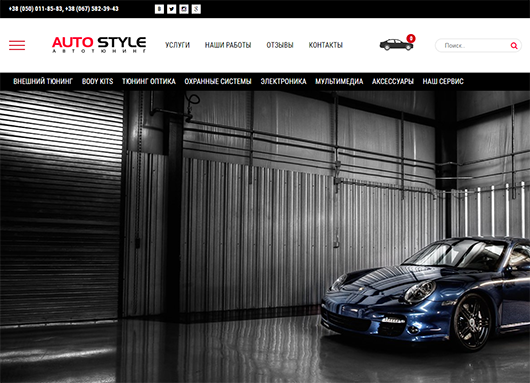 +38 (050) 011-85-83, +38 (067) 582-39-43
AUTO STYLE
АВТОТЮНИНГ
УСЛУГИ НАШИ РАБОТЫ ОТЗЫВЫ КОНТАКТЫ
0
Поиск...
ВНЕШНИЙ ТЮНИНГ BODY KITS ТЮНИНГ ОПТИКА ОХРАННЫЕ СИСТЕМЫ ЭЛЕКТРОНИКА МУЛЬТИМЕДИА АКСЕССУАРЫ НАШ СЕРВИС